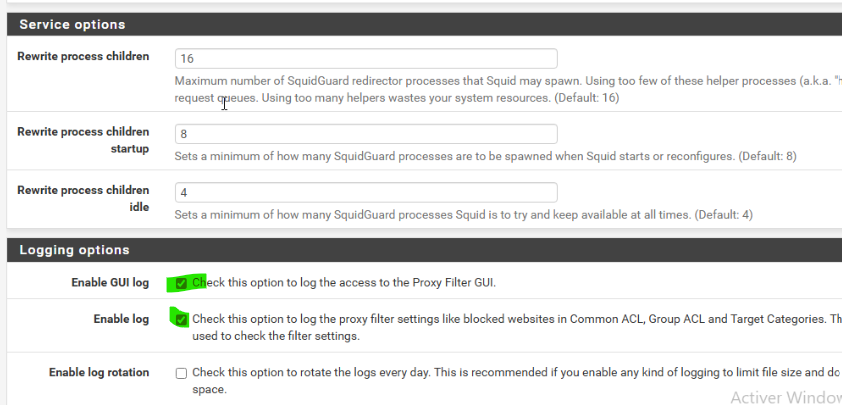 Service options
Rewrite process children
16
Maximum number of SquidGuard redirector processes that Squid may spawn. Using too few of these helper processes (a.k.a. "h
request queues. Using too many helpers wastes your system resources. (Default: 16)
Rewrite process children
startup
8
Sets a minimum of how many SquidGuard processes are to be spawned when Squid starts or reconfigures. (Default: 8)
Rewrite process children
idle
4
Sets a minimum of how many SquidGuard processes Squid is to try and keep available at all times. (Default: 4)
Logging options
Enable GUI log
Check this option to log the access to the Proxy Filter GUI.
Enable log
Check this option to log the proxy filter settings like blocked websites in Common ACL, Group ACL and Target Categories. Th
used to check the filter settings.
Enable log rotation
Check this option to rotate the logs every day. This is recommended if you enable any kind of logging to limit file size and do
space.
Activer Window